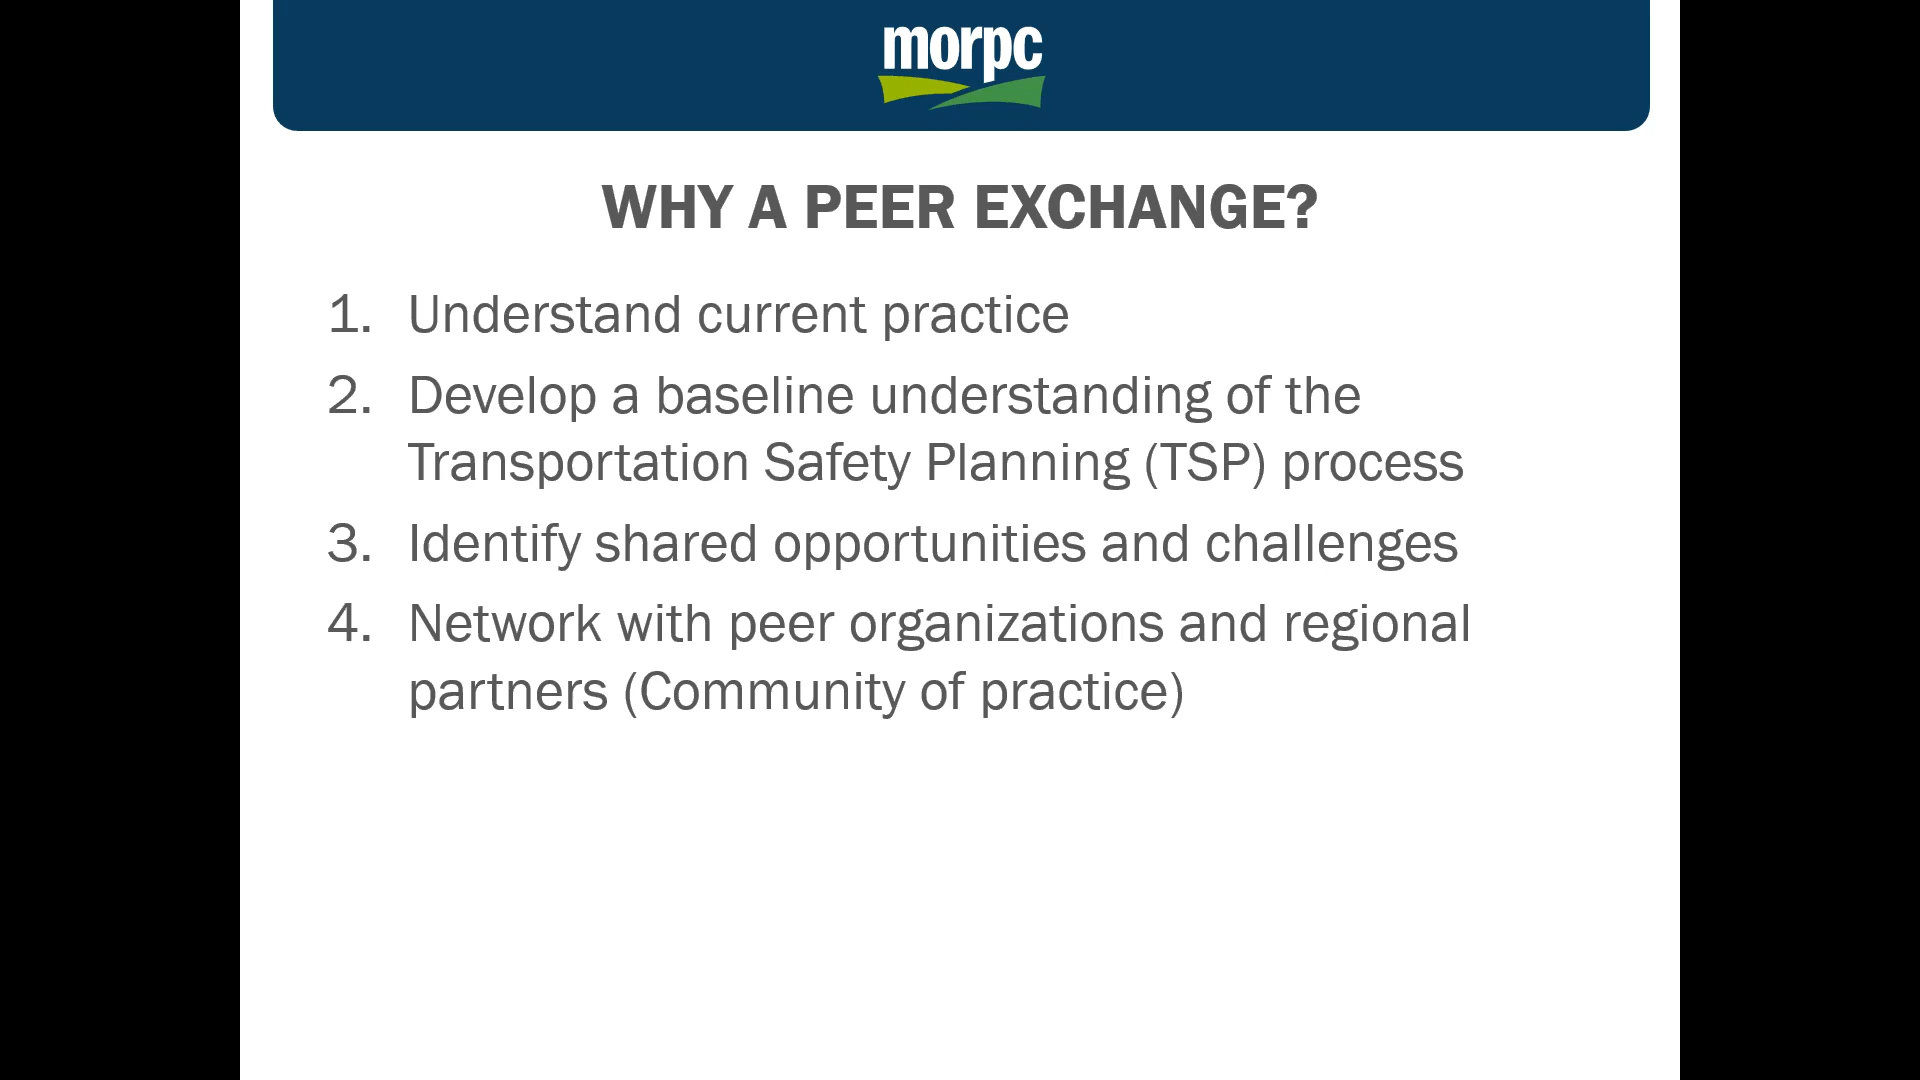 morpc
WHY A PEER EXCHANGE?
1. Understand current practice
2. Develop a baseline understanding of the
Transportation Safety Planning (TSP) process
3. Identify shared opportunities and challenges
4. Network with peer organizations and regional
partners (Community of practice)